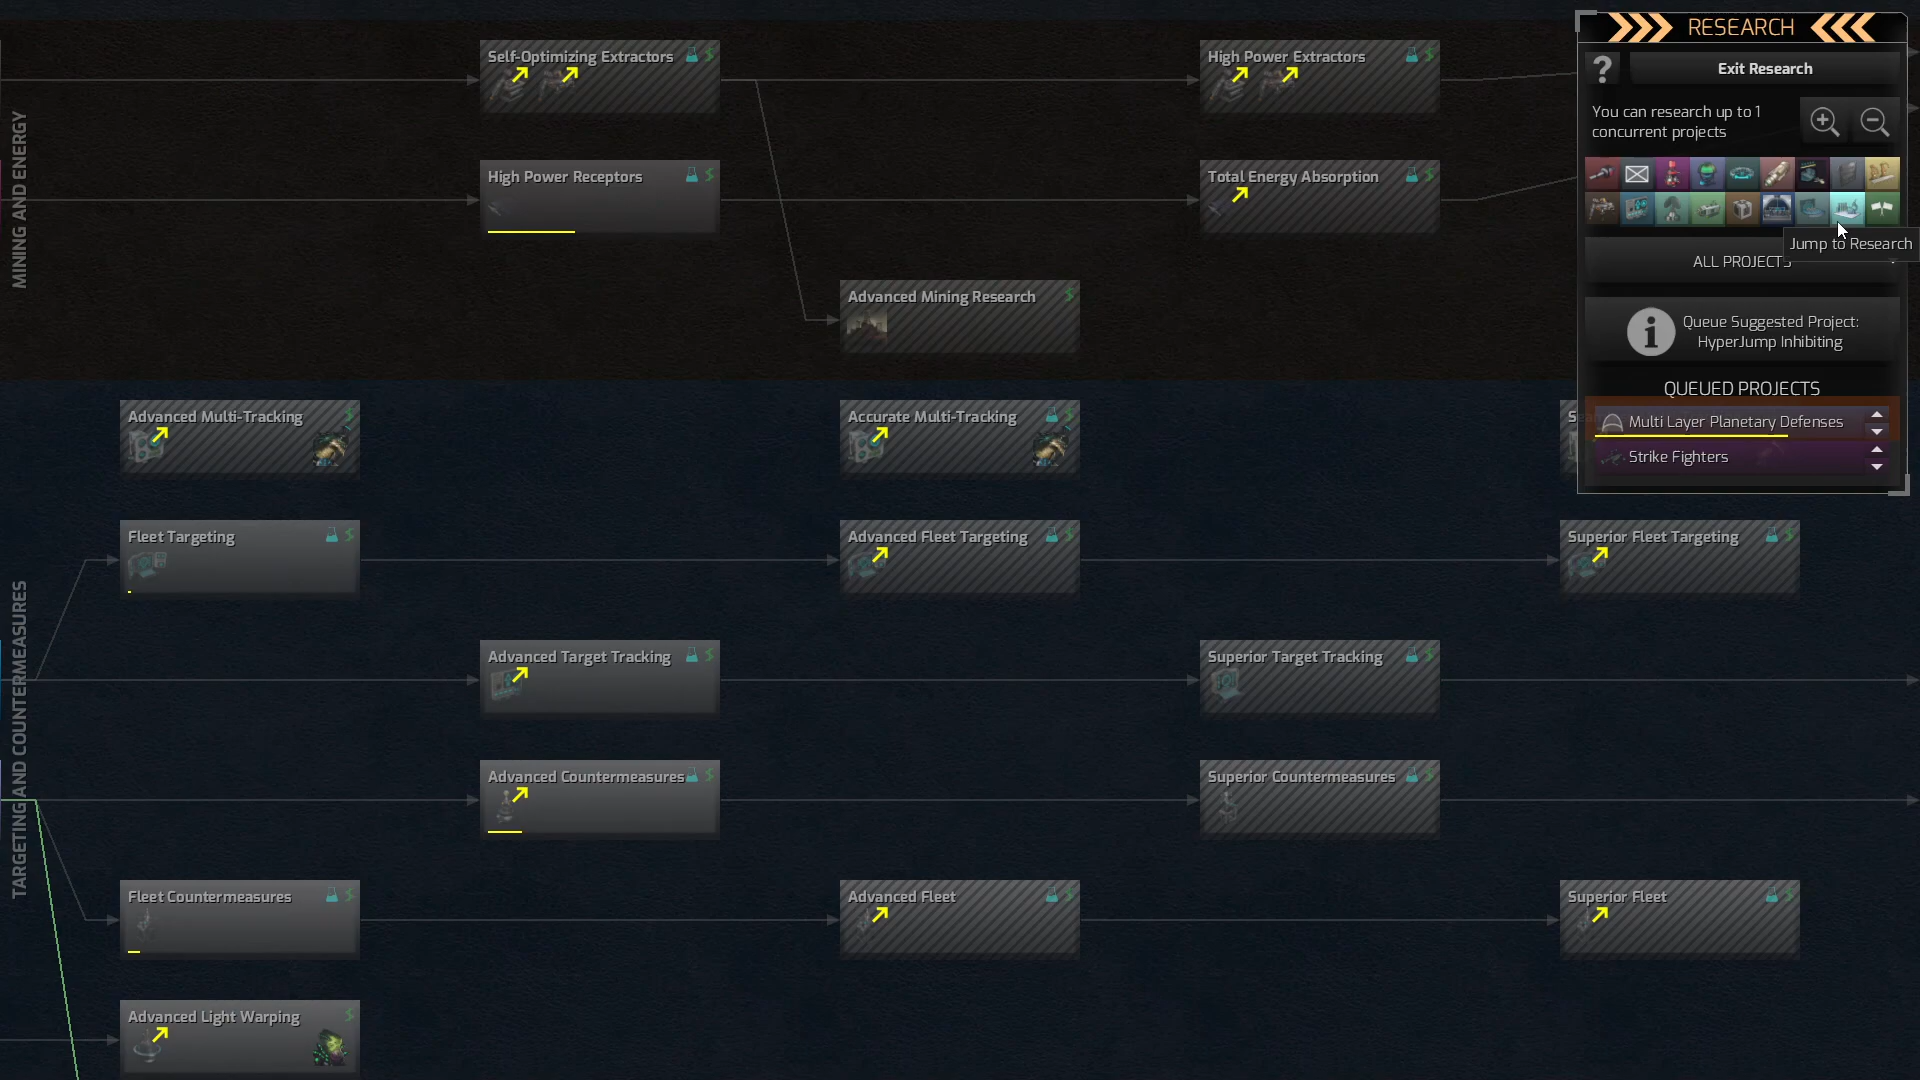 RESEARCH
Exit Research
You can research up to 1
concurrent projects
Jump to Research
ALL PROJECTS
Queue Suggested Project:
HyperJump Inhibiting
QUEUED PROJECTS
Multi Layer Planetary Defenses
Strike Fighters
MINING AND ENERGY
Self-Optimizing Extractors
High Power Extractors
High Power Receptors
Total Energy Absorption
Advanced Mining Research
TARGETING AND COUNTERMEASURES
Advanced Multi-Tracking
Accurate Multi-Tracking
Fleet Targeting
Advanced Fleet Targeting
Superior Fleet Targeting
Advanced Target Tracking
Superior Target Tracking
Advanced Countermeasures
Superior Countermeasures
Fleet Countermeasures
Advanced Fleet
Superior Fleet
Advanced Light Warping